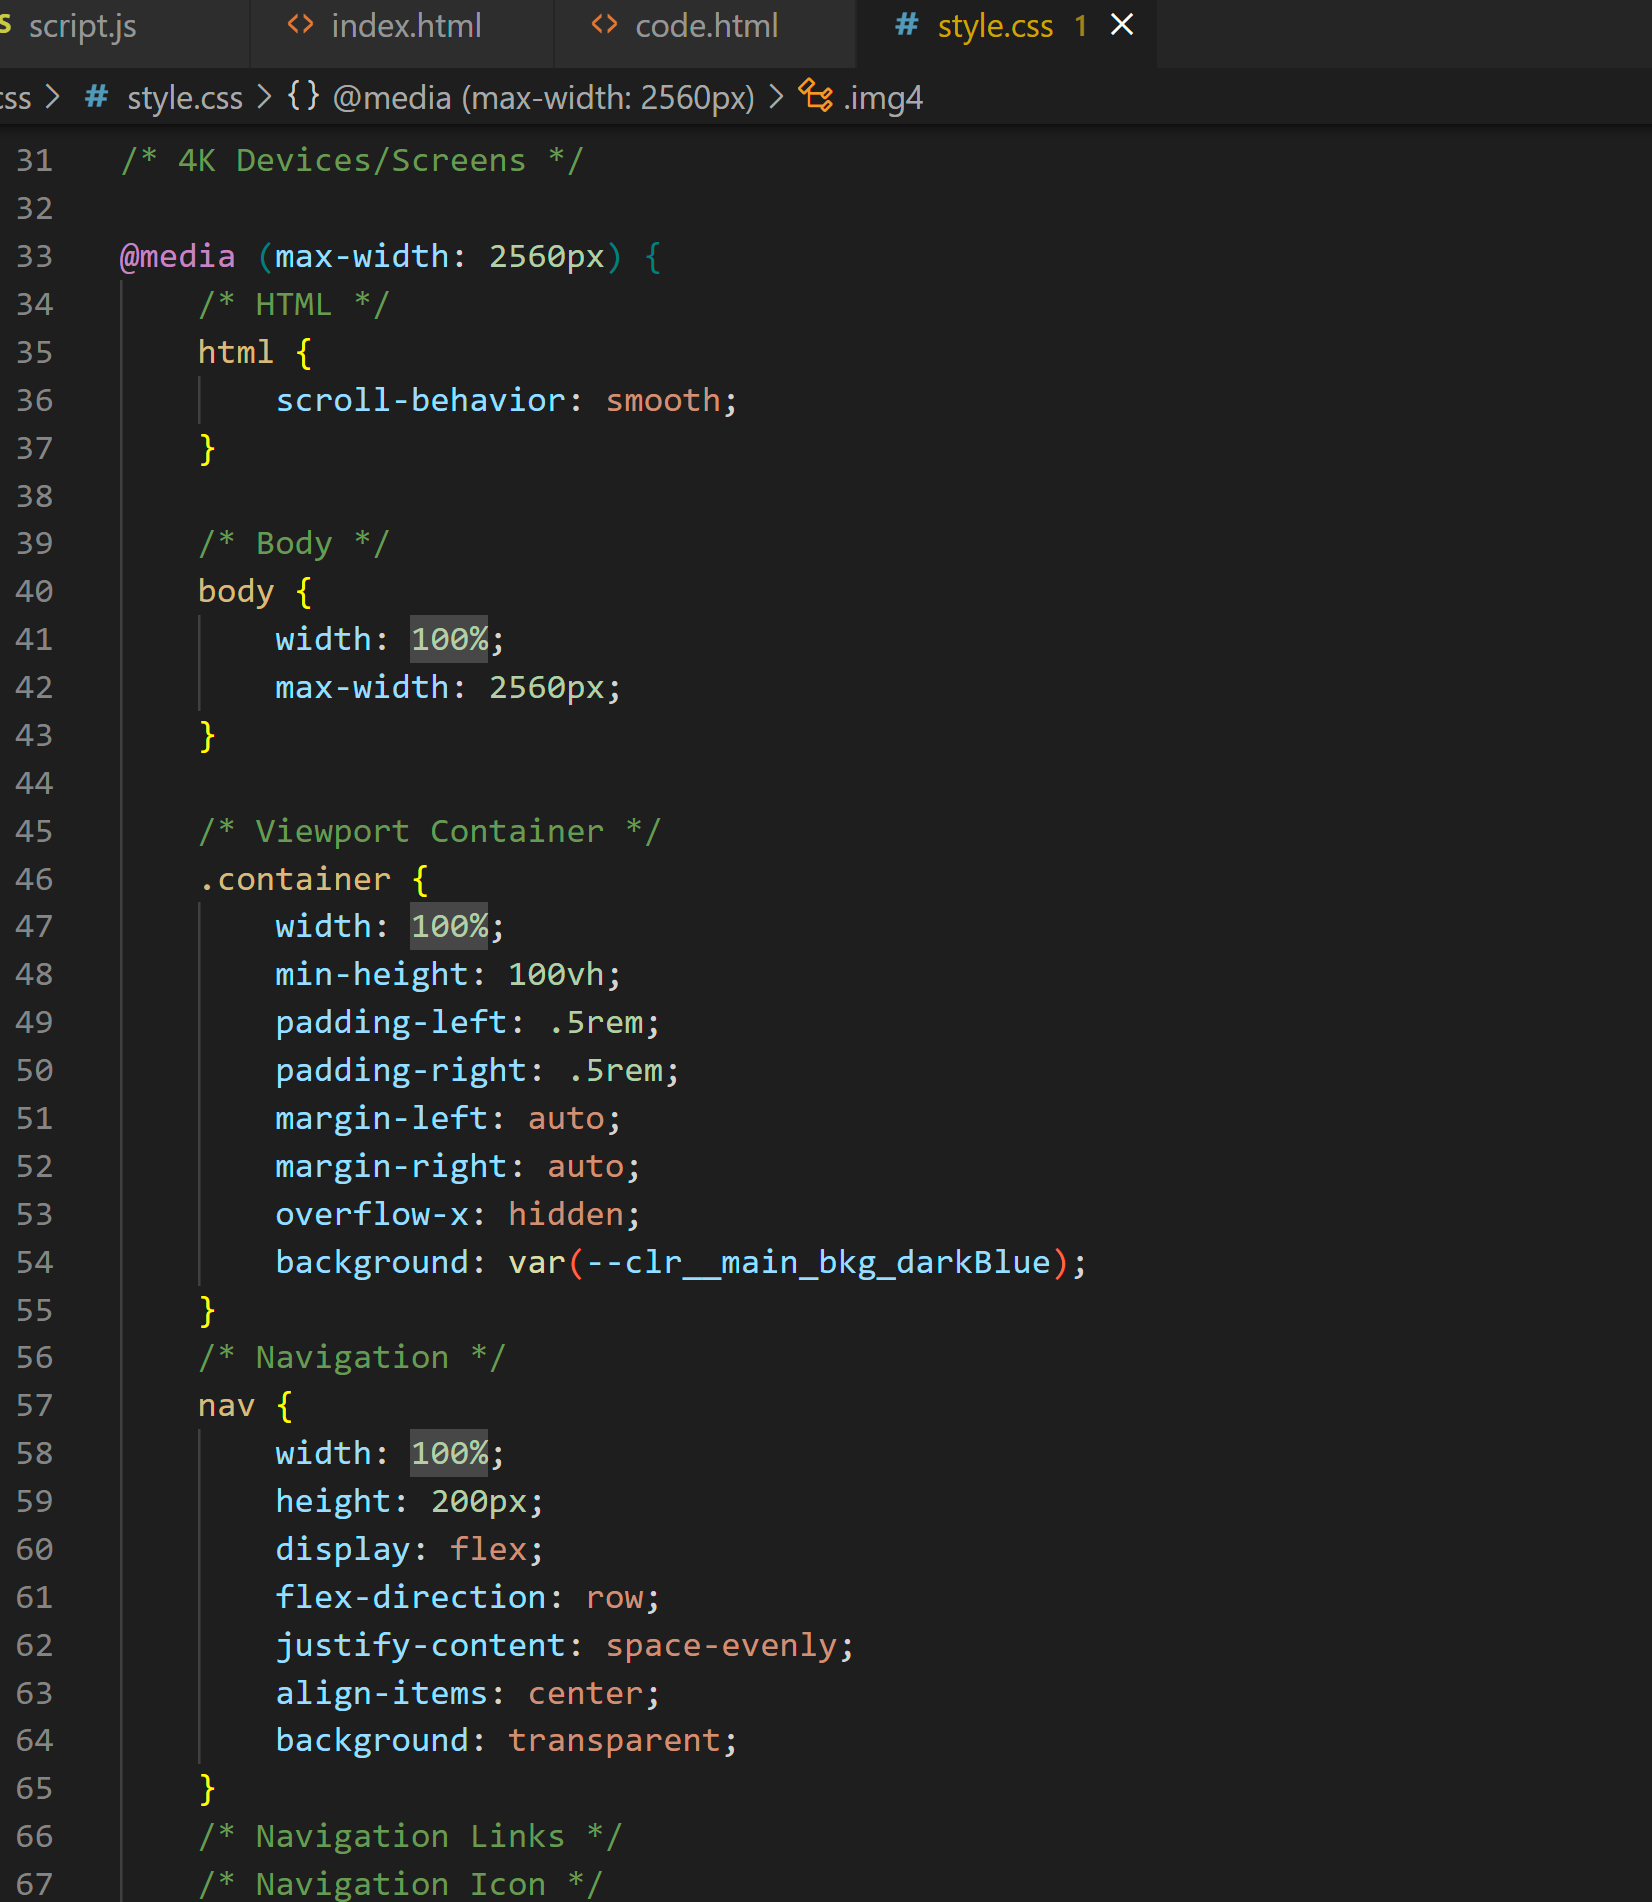 script.js index.html code.html # style.css 1
css > # style.css > {} @media (max-width: 2560px) > .img4
31 /* 4K Devices/Screens */
32
33 @media (max-width: 2560px) {
34 /* HTML */
35 html {
36 scroll-behavior: smooth;
37 }
38
39 /* Body */
40 body {
41 width: 100%;
42 max-width: 2560px;
43 }
44
45 /* Viewport Container */
46 .container {
47 width: 100%;
48 min-height: 100vh;
49 padding-left: .5rem;
50 padding-right: .5rem;
51 margin-left: auto;
52 margin-right: auto;
53 overflow-x: hidden;
54 background: var(--clr__main_bkg_darkBlue);
55 }
56 /* Navigation */
57 nav {
58 width: 100%;
59 height: 200px;
60 display: flex;
61 flex-direction: row;
62 justify-content: space-evenly;
63 align-items: center;
64 background: transparent;
65 }
66 /* Navigation Links */
67 /* Navigation Icon */